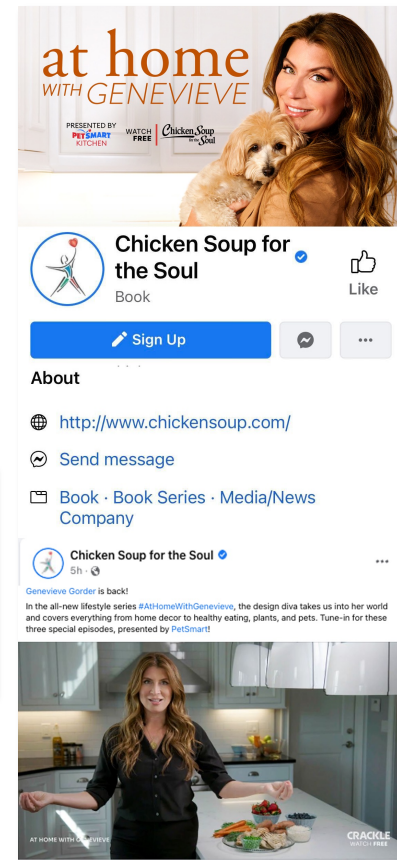 at home
WITH GENEVIEVE
PRESENTED BY
PETSMART
KITCHEN
WATCH
FREE
Chicken Soup
for the Soul
Chicken Soup for
the Soul
Book
Like
Sign Up
About
http://www.chickensoup.com/
Send message
Book · Book Series · Media/News
Company
Chicken Soup for the Soul
5h ·
Genevieve Gorder is back!
In the all-new lifestyle series #AtHomeWithGenevieve, the design diva takes us into her world
and covers everything from home decor to healthy eating, plants, and pets. Tune-in for these
three special episodes, presented by PetSmart!
AT HOME WITH GENEVIEVE
CRACKLE
WATCH FREE